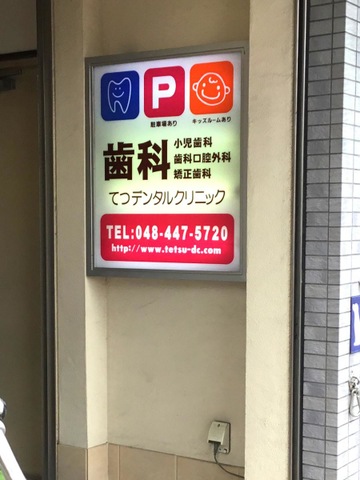 P
駐車場あり
キッズルームあり
歯科
小児歯科
歯科口腔外科
矯正歯科
てつデンタルクリニック
TEL:048-447-5720
http://www.tetsu-dc.com